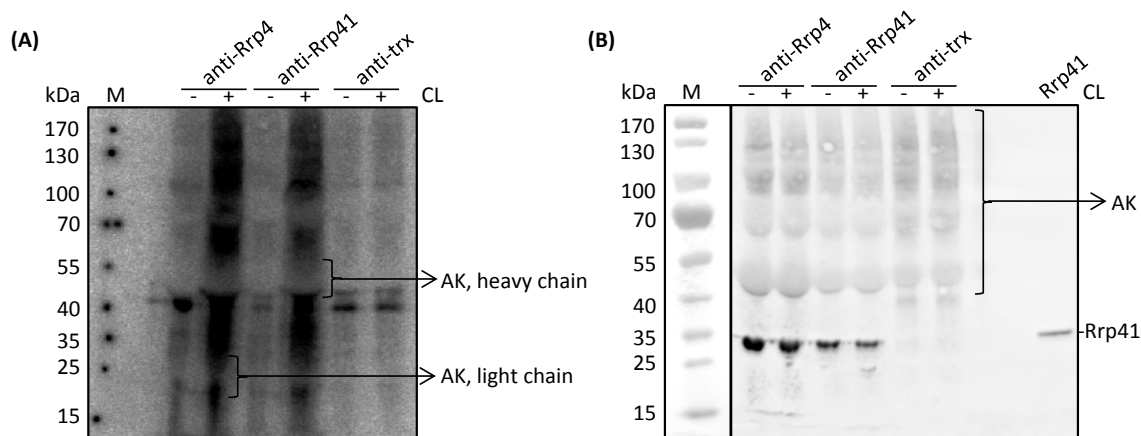 (A)
anti-Rrp4 anti-Rrp41 anti-trx
kDa M - + - + - + CL
170
130
100
70
55
40
35
25
15
AK, heavy chain
AK, light chain
(B)
anti-Rrp4 anti-Rrp41 anti-trx Rrp41
kDa M - + - + - + CL
170
130
100
70
55
40
35
25
15
AK
-Rrp41